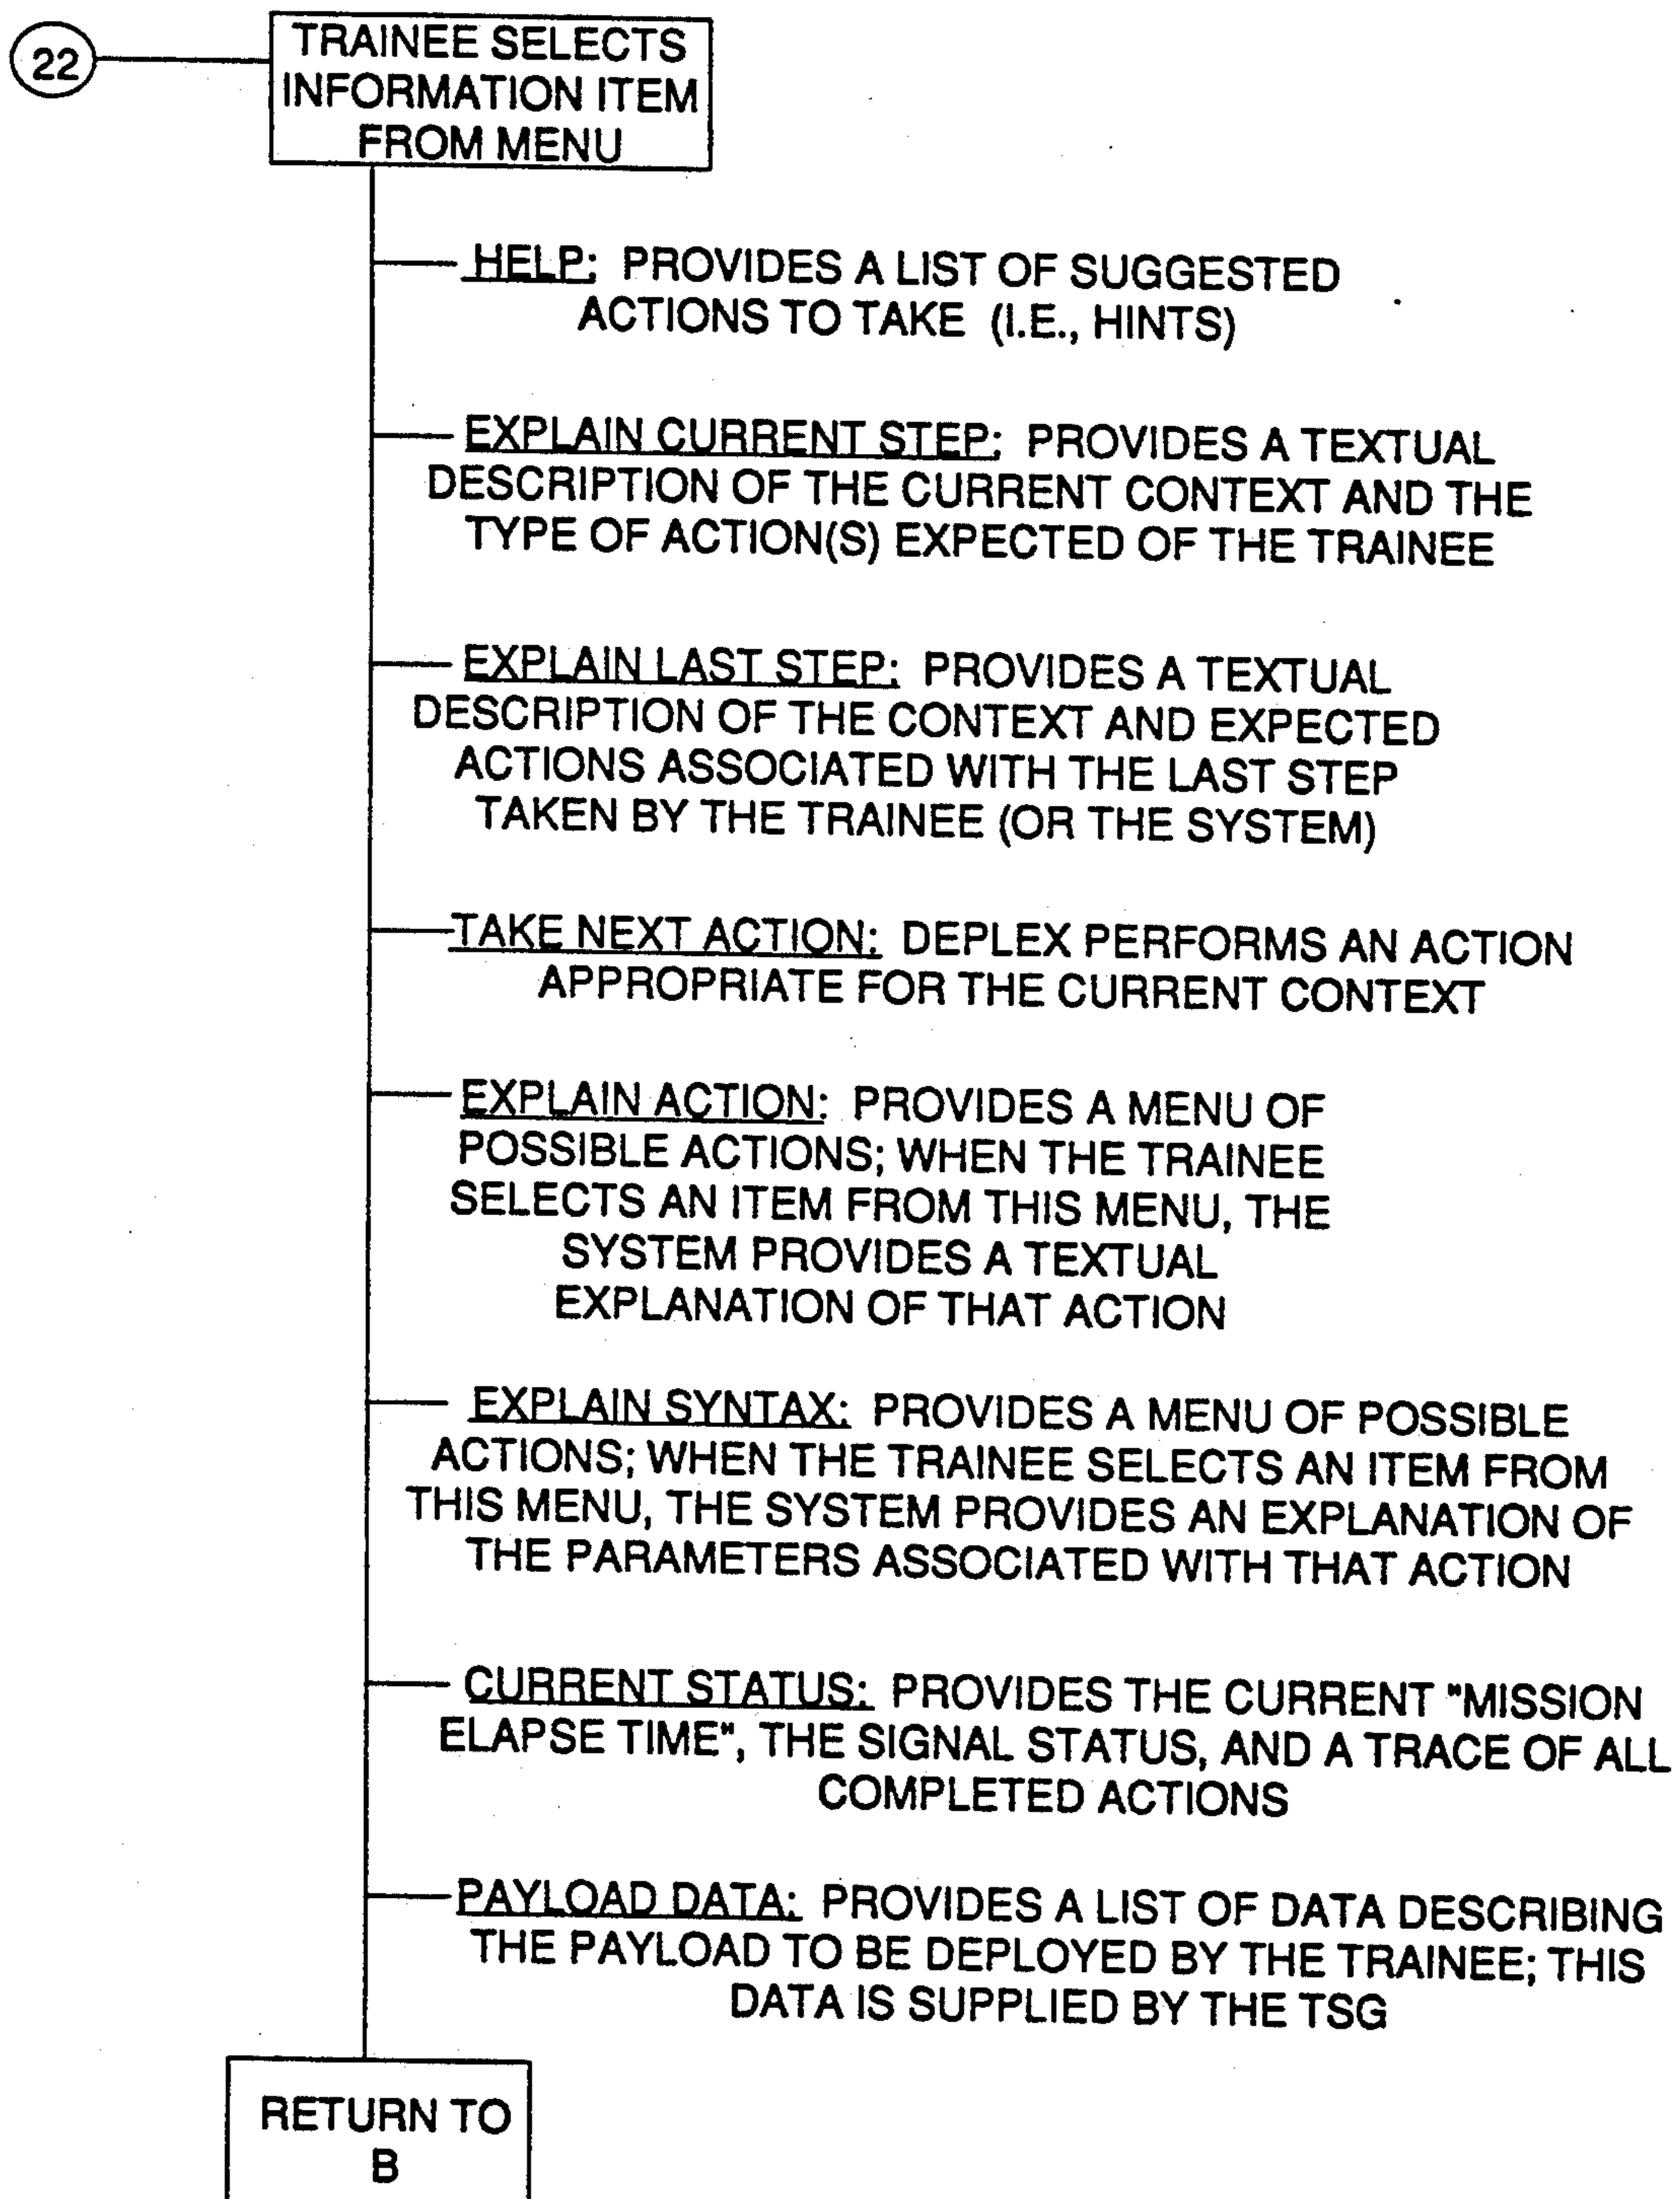 22
TRAINEE SELECTS
INFORMATION ITEM
FROM MENU
HELP: PROVIDES A LIST OF SUGGESTED
ACTIONS TO TAKE (I.E., HINTS)
EXPLAIN CURRENT STEP: PROVIDES A TEXTUAL
DESCRIPTION OF THE CURRENT CONTEXT AND THE
TYPE OF ACTION(S) EXPECTED OF THE TRAINEE
EXPLAIN LAST STEP: PROVIDES A TEXTUAL
DESCRIPTION OF THE CONTEXT AND EXPECTED
ACTIONS ASSOCIATED WITH THE LAST STEP
TAKEN BY THE TRAINEE (OR THE SYSTEM)
TAKE NEXT ACTION: DEPLEX PERFORMS AN ACTION
APPROPRIATE FOR THE CURRENT CONTEXT
EXPLAIN ACTION: PROVIDES A MENU OF
POSSIBLE ACTIONS; WHEN THE TRAINEE
SELECTS AN ITEM FROM THIS MENU, THE
SYSTEM PROVIDES A TEXTUAL
EXPLANATION OF THAT ACTION
EXPLAIN SYNTAX: PROVIDES A MENU OF POSSIBLE
ACTIONS; WHEN THE TRAINEE SELECTS AN ITEM FROM
THIS MENU, THE SYSTEM PROVIDES AN EXPLANATION OF
THE PARAMETERS ASSOCIATED WITH THAT ACTION
CURRENT STATUS: PROVIDES THE CURRENT "MISSION
ELAPSE TIME", THE SIGNAL STATUS, AND A TRACE OF ALL
COMPLETED ACTIONS
PAYLOAD DATA: PROVIDES A LIST OF DATA DESCRIBING
THE PAYLOAD TO BE DEPLOYED BY THE TRAINEE; THIS
DATA IS SUPPLIED BY THE TSG
RETURN TO
B